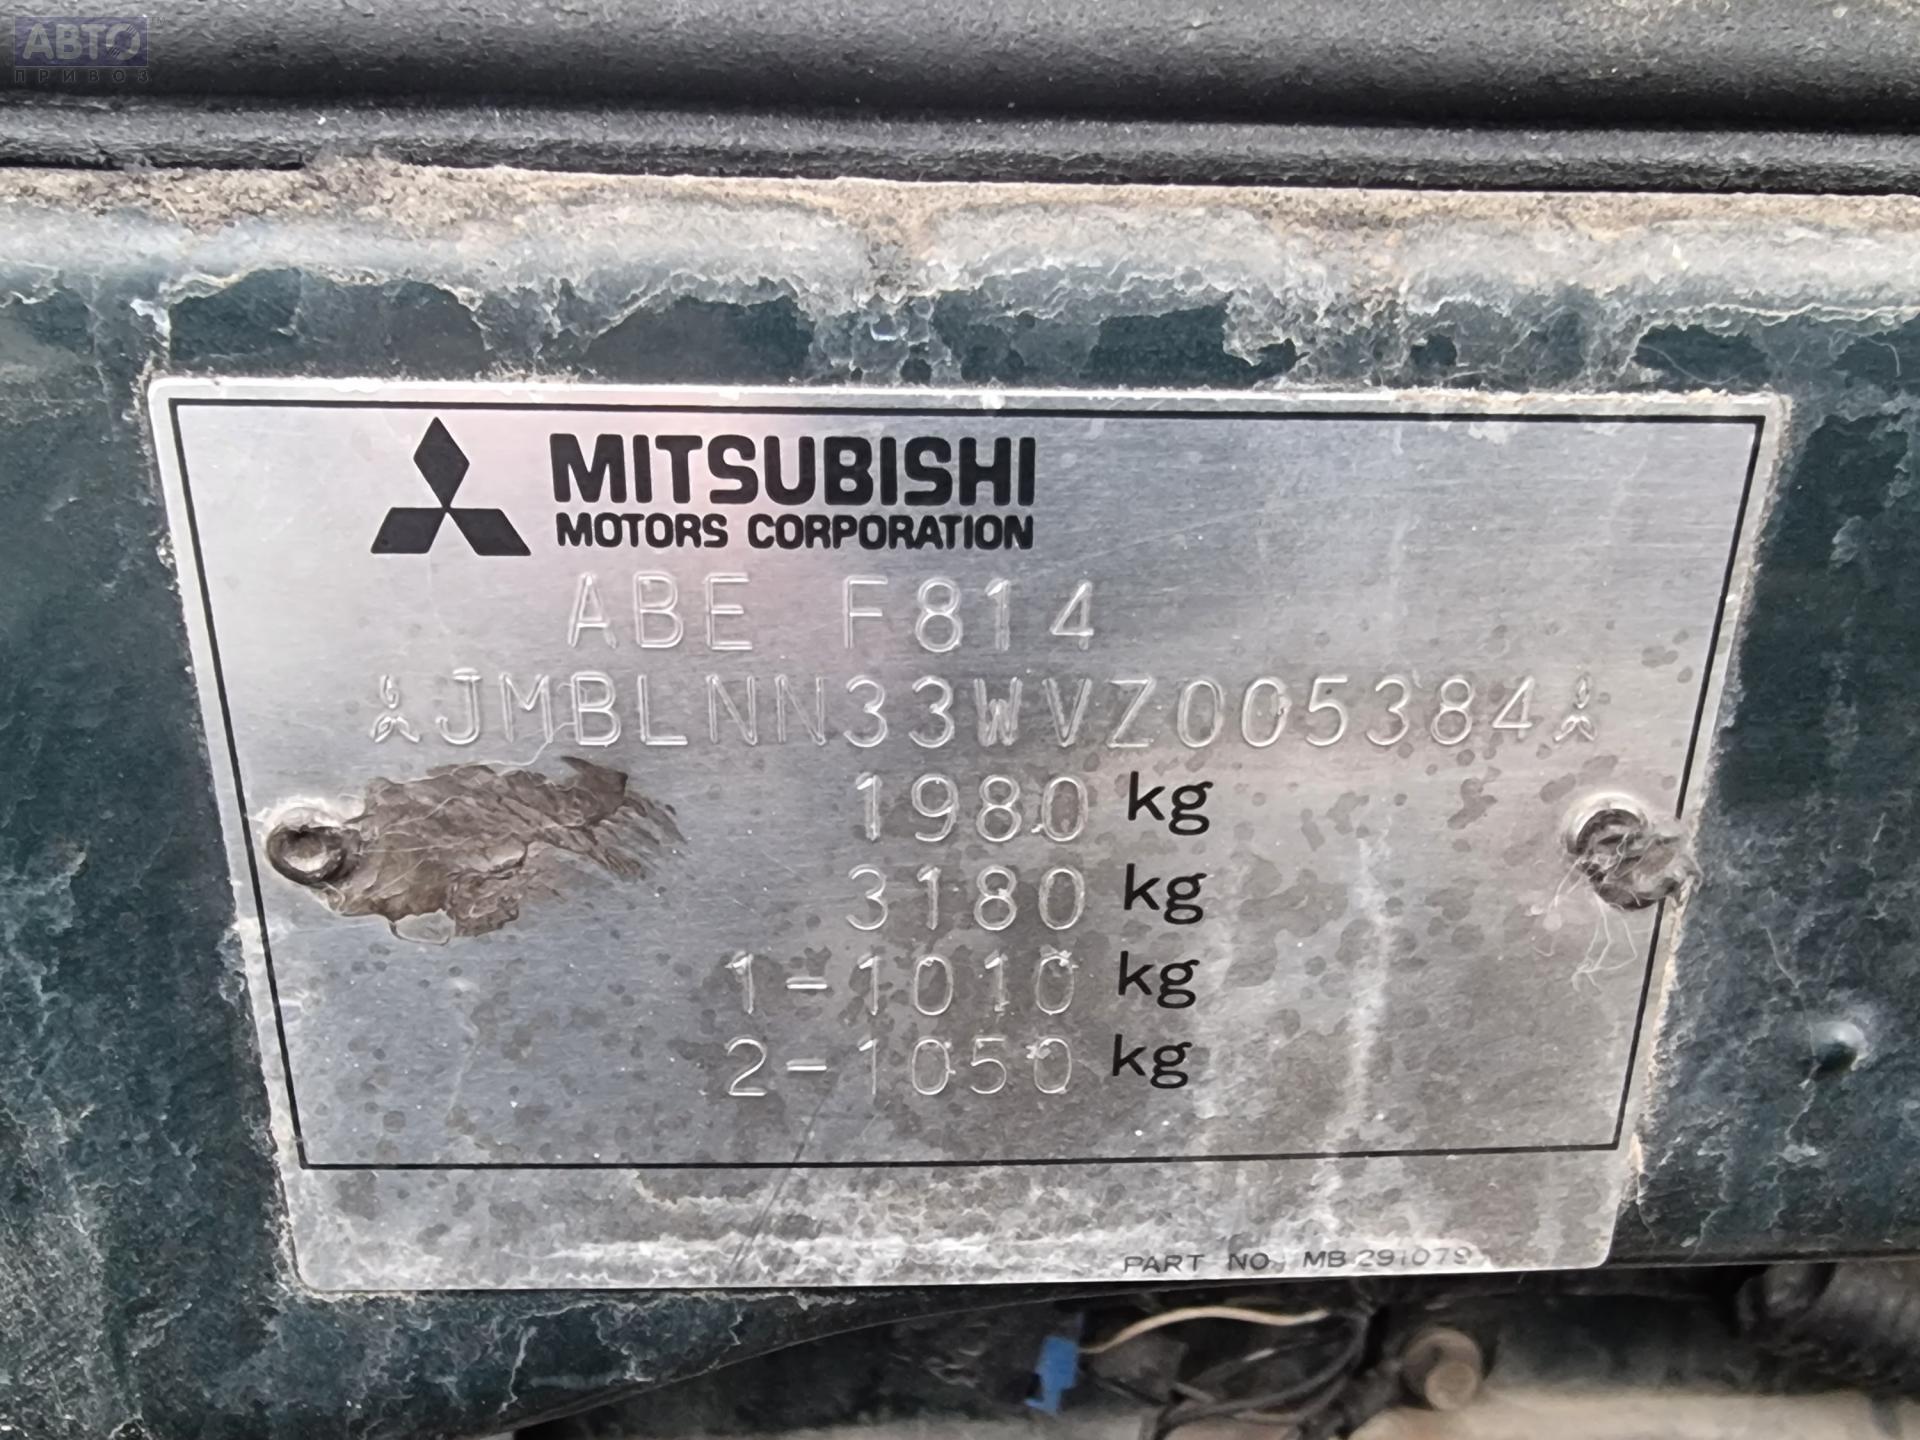 АВТО
ПРИВОЗ
MITSUBISHI
MOTORS CORPORATION
ABE F814
JMBLNN33WVZ005384
1980 kg
3180 kg
1-1010 kg
2-1050 kg
PART NO. MB 291079